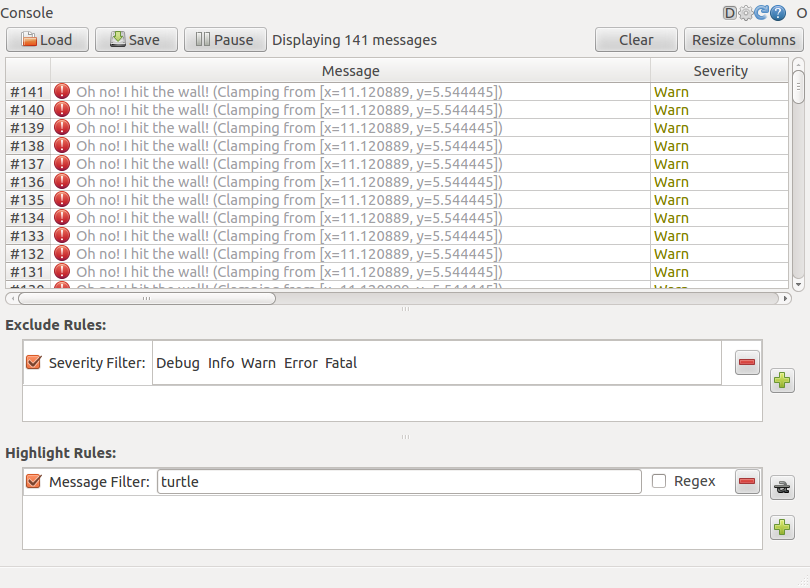 Console D ? O
Load Save Pause Displaying 141 messages Clear Resize Columns
Message Severity
#141 Oh no! I hit the wall! (Clamping from [x=11.120889, y=5.544445]) Warn
#140 Oh no! I hit the wall! (Clamping from [x=11.120889, y=5.544445]) Warn
#139 Oh no! I hit the wall! (Clamping from [x=11.120889, y=5.544445]) Warn
#138 Oh no! I hit the wall! (Clamping from [x=11.120889, y=5.544445]) Warn
#137 Oh no! I hit the wall! (Clamping from [x=11.120889, y=5.544445]) Warn
#136 Oh no! I hit the wall! (Clamping from [x=11.120889, y=5.544445]) Warn
#135 Oh no! I hit the wall! (Clamping from [x=11.120889, y=5.544445]) Warn
#134 Oh no! I hit the wall! (Clamping from [x=11.120889, y=5.544445]) Warn
#133 Oh no! I hit the wall! (Clamping from [x=11.120889, y=5.544445]) Warn
#132 Oh no! I hit the wall! (Clamping from [x=11.120889, y=5.544445]) Warn
#131 Oh no! I hit the wall! (Clamping from [x=11.120889, y=5.544445]) Warn
Exclude Rules:
Severity Filter: Debug Info Warn Error Fatal
Highlight Rules:
Message Filter: turtle Regex